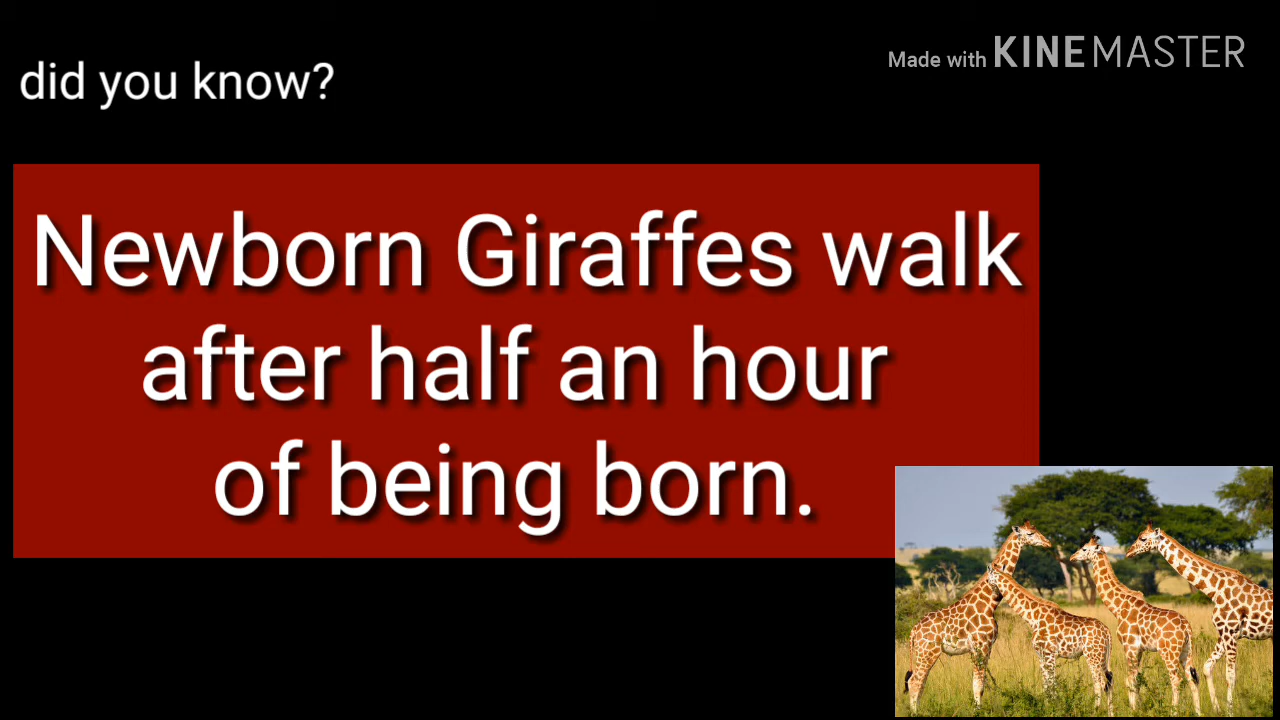 Made with KINEMASTER
did you know?
Newborn Giraffes walk
after half an hour
of being born.